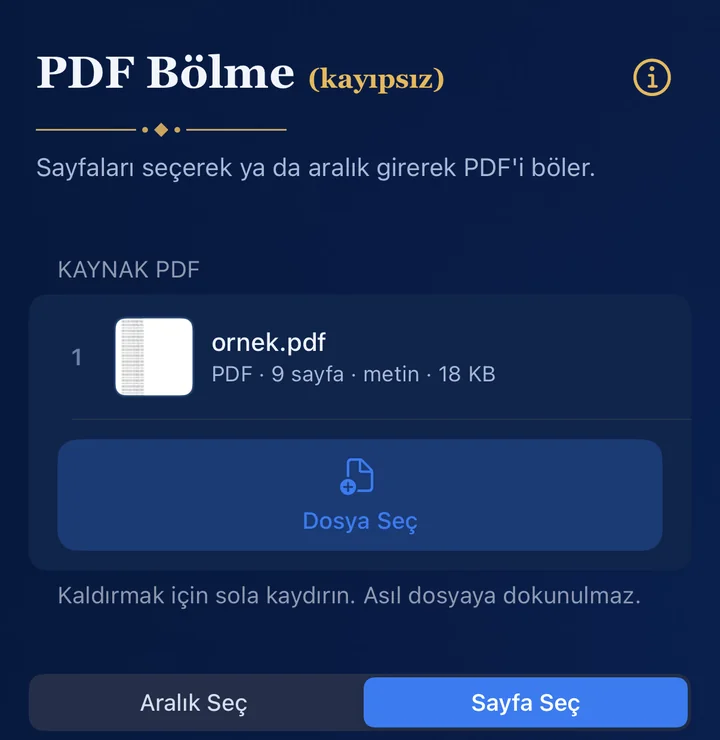 PDF Bölme (kayıpsız)
Sayfaları seçerek ya da aralık girerek PDF'i böler.
KAYNAK PDF
1
ornek.pdf
PDF · 9 sayfa · metin · 18 KB
Dosya Seç
Kaldırmak için sola kaydırın. Asıl dosyaya dokunulmaz.
Aralık Seç
Sayfa Seç